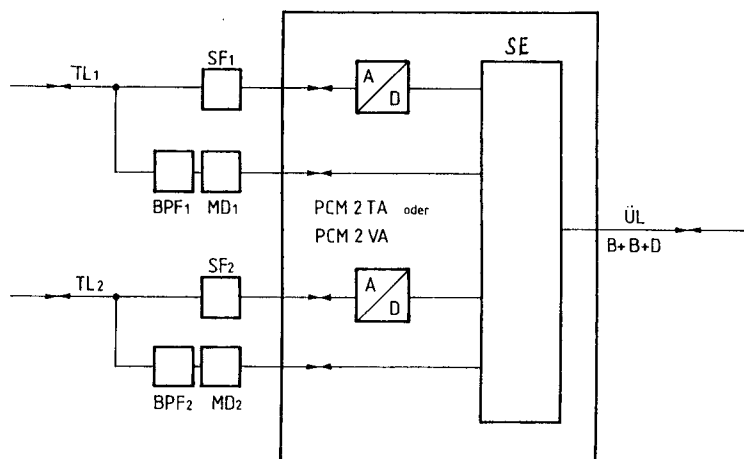 SE
SF1
TL1
A
D
BPF1 MD1
PCM 2 TA oder
PCM 2 VA
ÜL
B+B+D
SF2
TL2
A
D
BPF2 MD2